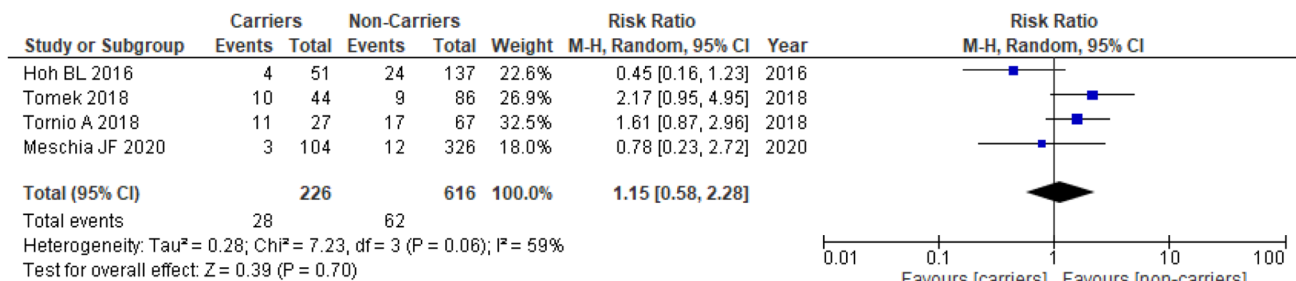 Carriers Non-Carriers Risk Ratio Risk Ratio
Study or Subgroup Events Total Events Total Weight M-H, Random, 95% CI Year M-H, Random, 95% CI
Hoh BL 2016 4 51 24 137 22.6% 0.45 [0.16, 1.23] 2016
Tomek 2018 10 44 9 86 26.9% 2.17 [0.95, 4.95] 2018
Tornio A 2018 11 27 17 67 32.5% 1.61 [0.87, 2.96] 2018
Meschia JF 2020 3 104 12 326 18.0% 0.78 [0.23, 2.72] 2020
Total (95% CI) 226 616 100.0% 1.15 [0.58, 2.28]
Total events 28 62
Heterogeneity: Tau² = 0.28; Chi² = 7.23, df = 3 (P = 0.06); I² = 59%
Test for overall effect: Z = 0.39 (P = 0.70)
0.01 0.1 1 10 100
Favours [carriers] Favours [non-carriers]